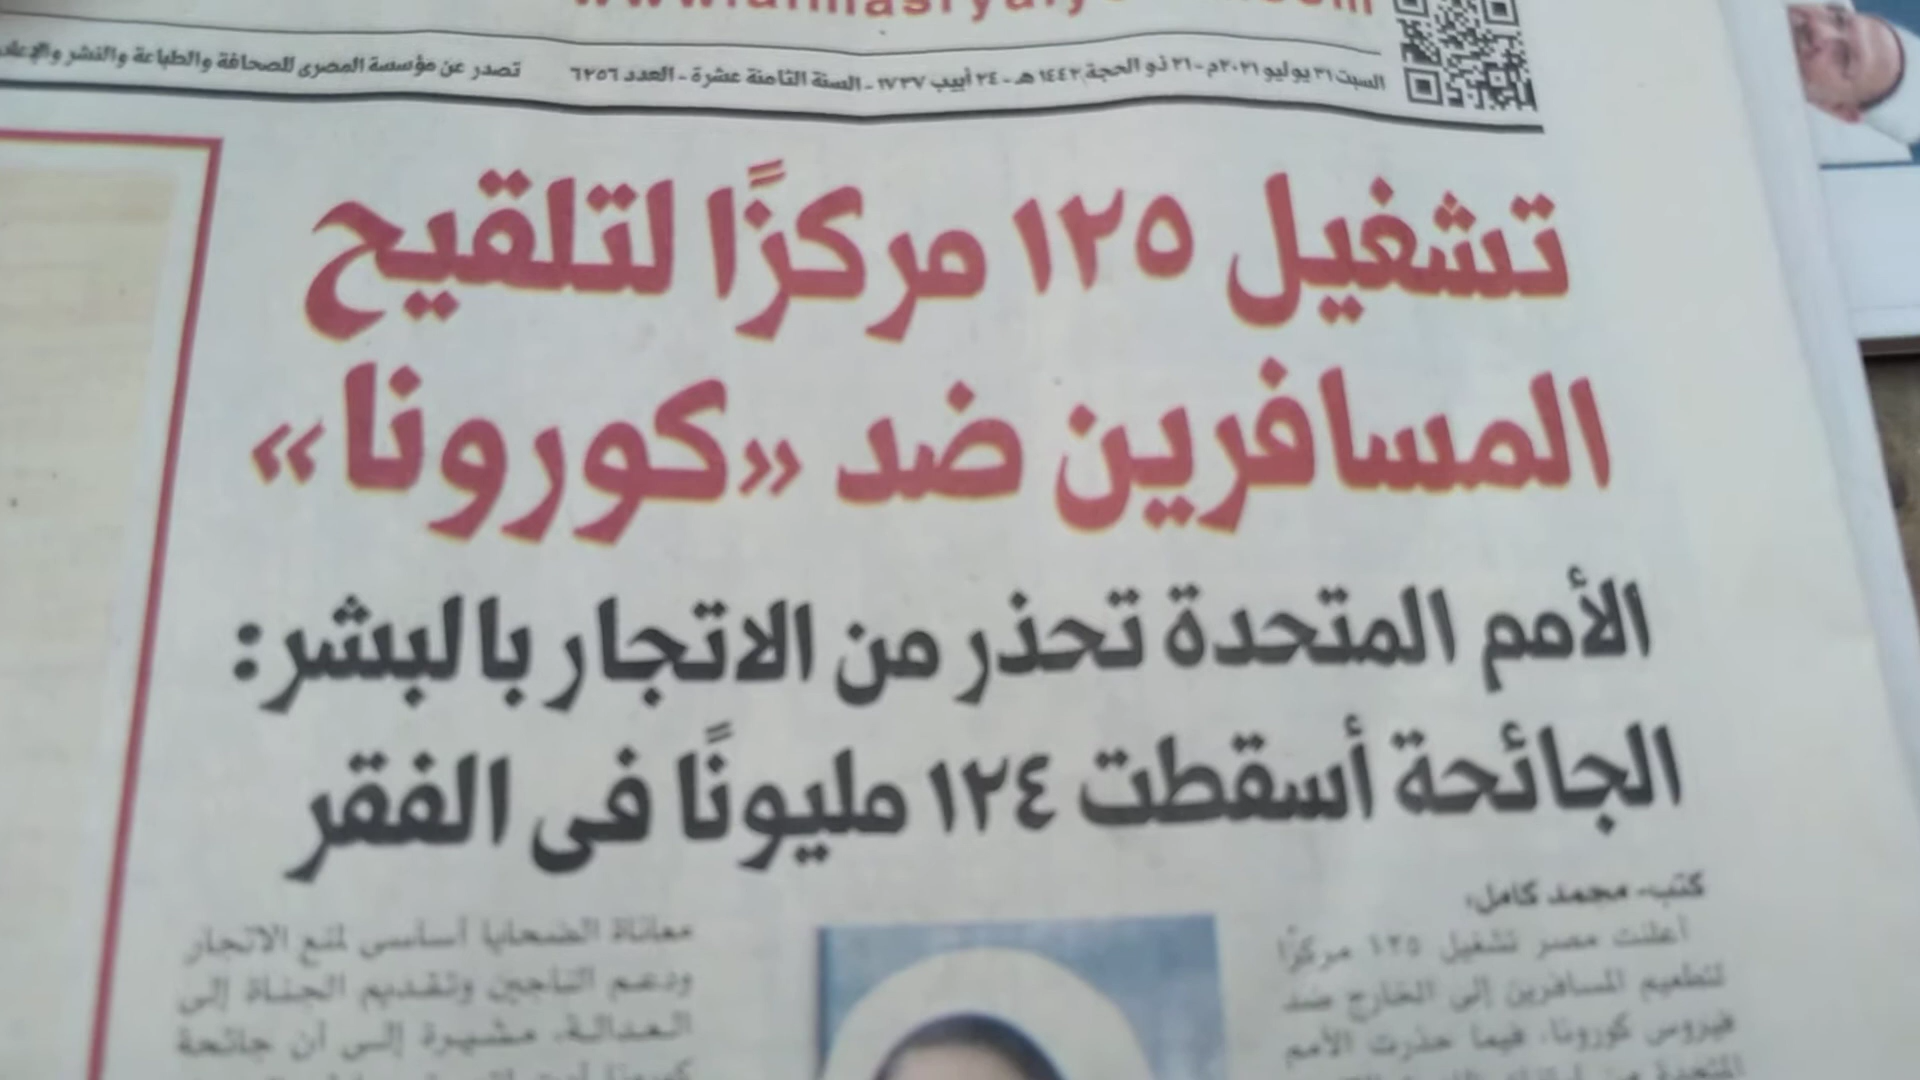 السبت ٣١ يوليو ٢٠٢١م - ٢١ ذو الحجة ١٤٤٢ هـ - ٢٤ أبيب ١٧٣٧ - السنة الثامنة عشرة - العدد ٦٢٥٦
تصدر عن مؤسسة المصرى للصحافة والطباعة والنشر والإعلا
تشغيل ١٢٥ مركزًا لتلقيح
المسافرين ضد «كورونا»
الأمم المتحدة تحذر من الاتجار بالبشر:
الجائحة أسقطت ١٢٤ مليونًا فى الفقر
كتب- محمد كامل:
أعلنت مصر تشغيل ١٢٥ مركزًا
لتطعيم المسافرين إلى الخارج ضد
فيروس كورونا، فيما حذرت الأمم
المتحدة من
معاناة الضحايا أساسى لمنع الاتجار
ودعم الناجين وتقديم الجناة إلى
العدالة، مشيرة إلى أن جائحة
كورونا